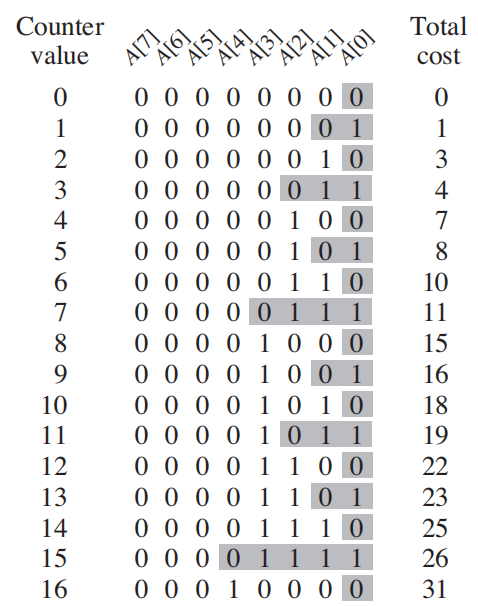 Counter value A[7] A[6] A[5] A[4] A[3] A[2] A[1] A[0] Total cost
0 0 0 0 0 0 0 0 0 0
1 0 0 0 0 0 0 0 1 1
2 0 0 0 0 0 0 1 0 3
3 0 0 0 0 0 0 1 1 4
4 0 0 0 0 0 1 0 0 7
5 0 0 0 0 0 1 0 1 8
6 0 0 0 0 0 1 1 0 10
7 0 0 0 0 0 1 1 1 11
8 0 0 0 0 1 0 0 0 15
9 0 0 0 0 1 0 0 1 16
10 0 0 0 0 1 0 1 0 18
11 0 0 0 0 1 0 1 1 19
12 0 0 0 0 1 1 0 0 22
13 0 0 0 0 1 1 0 1 23
14 0 0 0 0 1 1 1 0 25
15 0 0 0 0 1 1 1 1 26
16 0 0 0 1 0 0 0 0 31